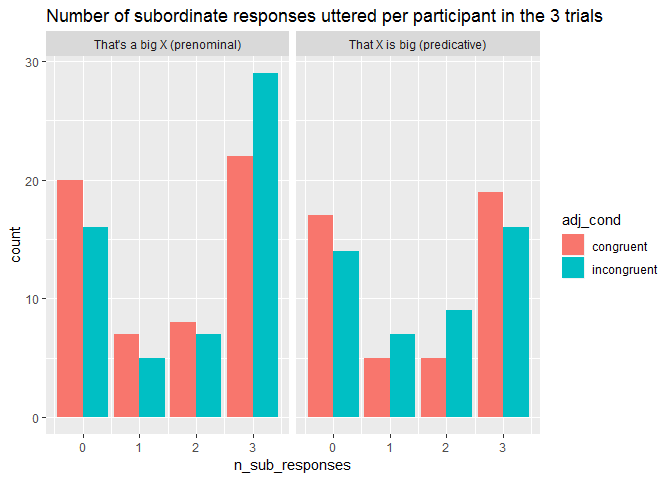 Number of subordinate responses uttered per participant in the 3 trials
That's a big X (prenominal)
That X is big (predicative)
30
20
10
0
count
0 1 2 3
0 1 2 3
n_sub_responses
adj_cond
congruent
incongruent